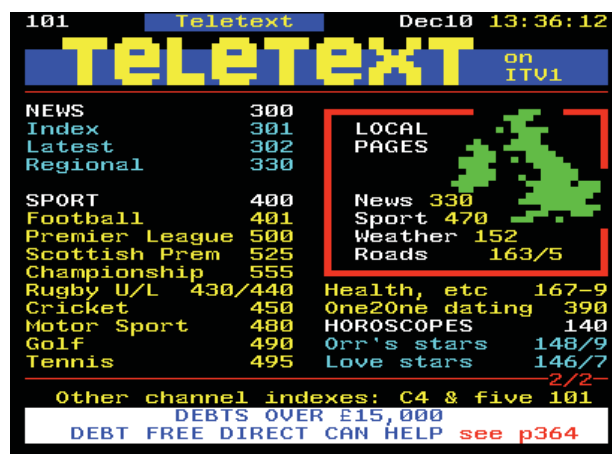 101 Teletext Dec10 13:36:12
TELETEXT
on
ITV1
NEWS 300
Index 301
Latest 302
Regional 330
SPORT 400
Football 401
Premier League 500
Scottish Prem 525
Championship 555
Rugby U/L 430/440
Cricket 450
Motor Sport 480
Golf 490
Tennis 495
LOCAL
PAGES
News 330
Sport 470
Weather 152
Roads 163/5
Health, etc 167-9
One2One dating 390
HOROSCOPES 140
Orr's stars 148/9
Love stars 146/7
2/2
Other channel indexes: C4 & five 101
DEBTS OVER £15,000
DEBT FREE DIRECT CAN HELP see p364